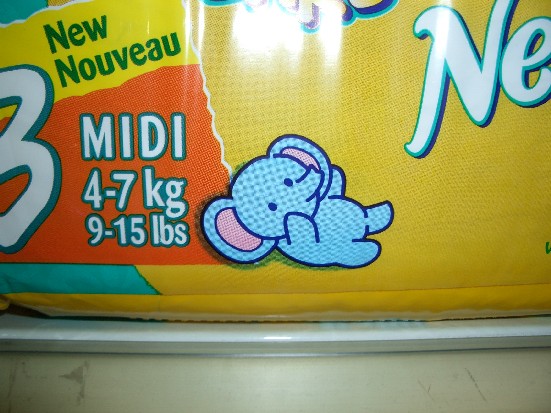 New
Nouveau
Ne
3
MIDI
4-7 kg
9-15 lbs